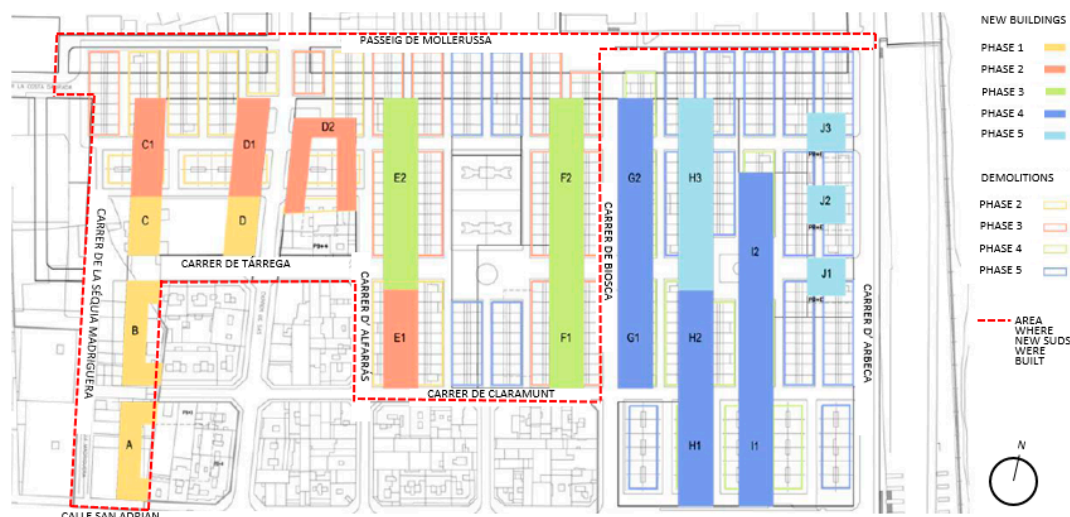 PASSEIG DE MOLLERUSSA
R LA COSTA DAURADA
D2
C1
D1
J3
E2
F2
G2
H3
J2
C
D
CARRER DE LA SÉQUIA MADRIGUERA
CARRER DE BIOSCA
I2
CARRER DE TÀRREGA
J1
CARRER D' ALFARRÀS
CARRER D' ARBECA
B
E1
F1
G1
H2
CARRER DE CLARAMUNT
A
H1
I1
CALLE SAN ADRIAN
NEW BUILDINGS
PHASE 1
PHASE 2
PHASE 3
PHASE 4
PHASE 5
DEMOLITIONS
PHASE 2
PHASE 3
PHASE 4
PHASE 5
AREA
WHERE
NEW SUDS
WERE
BUILT
N